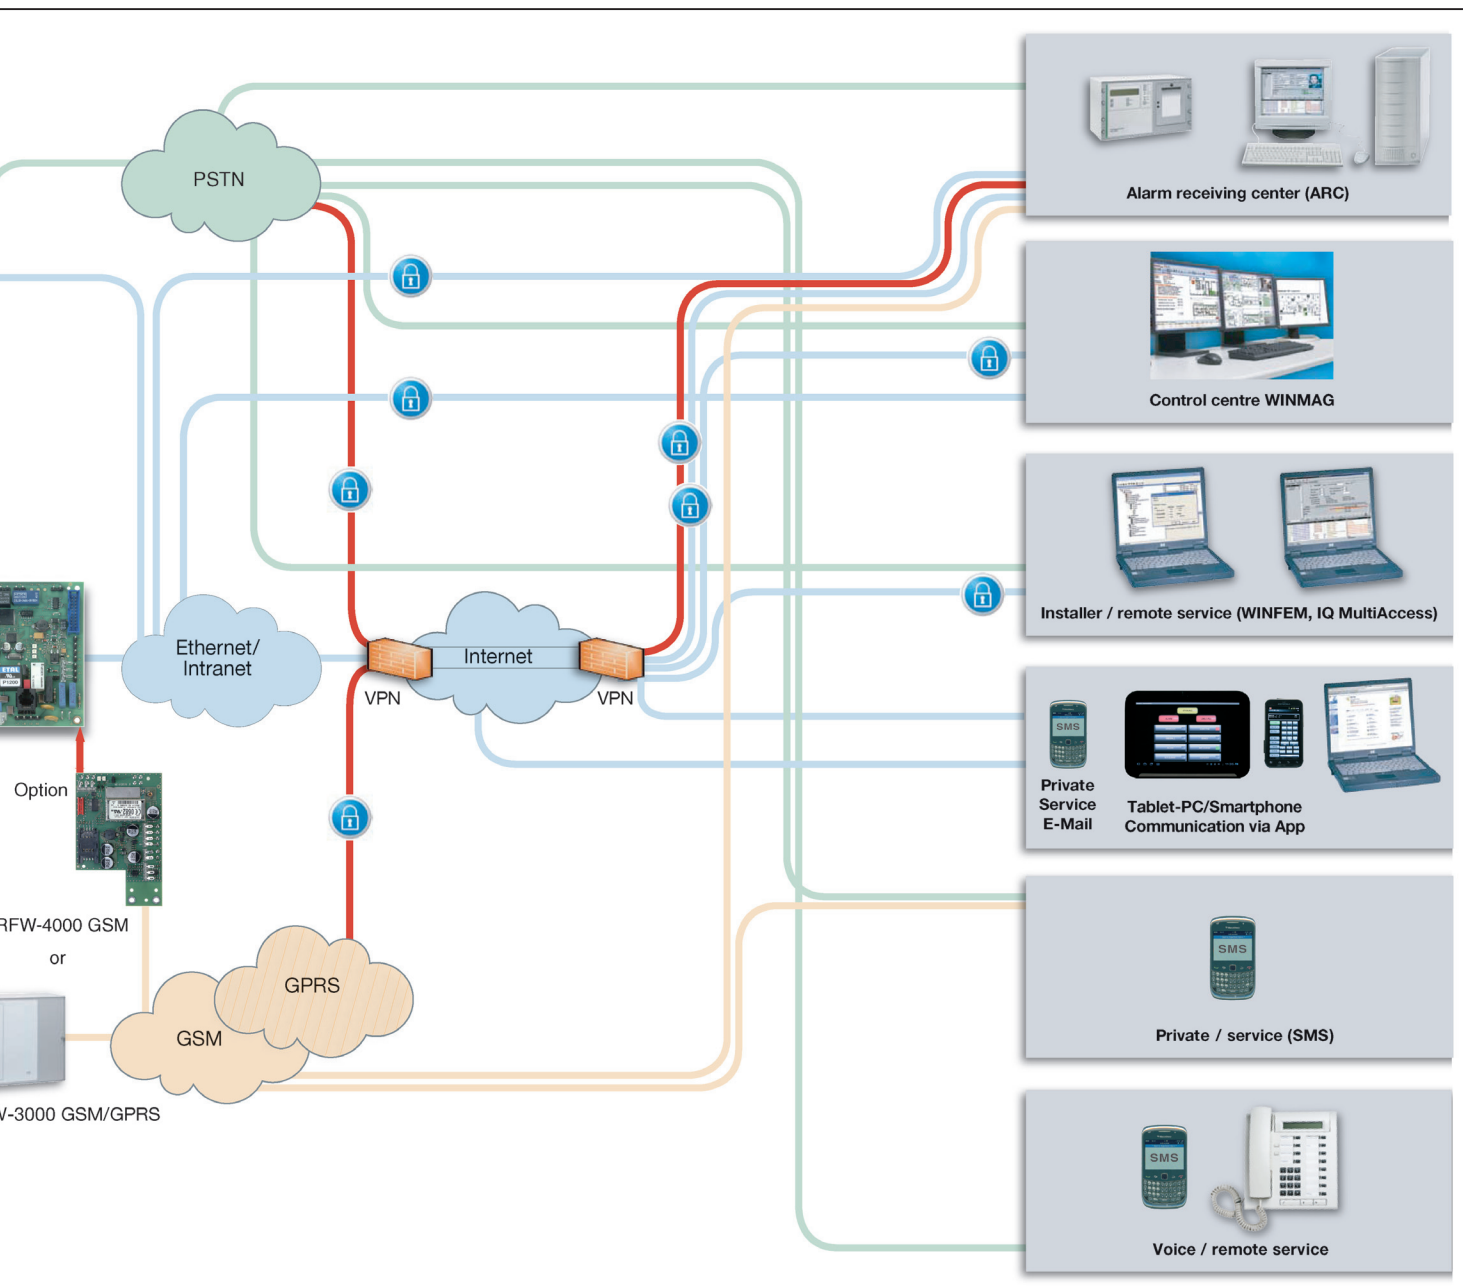 PSTN
Alarm receiving center (ARC)
Control centre WINMAG
Installer / remote service (WINFEM, IQ MultiAccess)
Ethernet/
Intranet
VPN
Internet
VPN
ETAL
P1200
SMS
Private
Service
E-Mail
Tablet-PC/Smartphone
Communication via App
Option
RFW-4000 GSM
or
GPRS
GSM
W-3000 GSM/GPRS
SMS
Private / service (SMS)
SMS
Voice / remote service